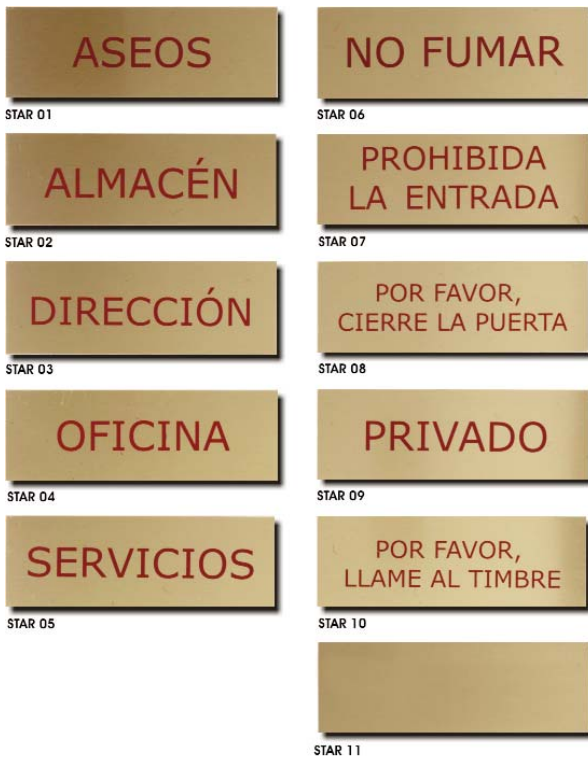 ASEOS
STAR 01
ALMACÉN
STAR 02
DIRECCIÓN
STAR 03
OFICINA
STAR 04
SERVICIOS
STAR 05
NO FUMAR
STAR 06
PROHIBIDA
LA ENTRADA
STAR 07
POR FAVOR,
CIERRE LA PUERTA
STAR 08
PRIVADO
STAR 09
POR FAVOR,
LLAME AL TIMBRE
STAR 10
STAR 11